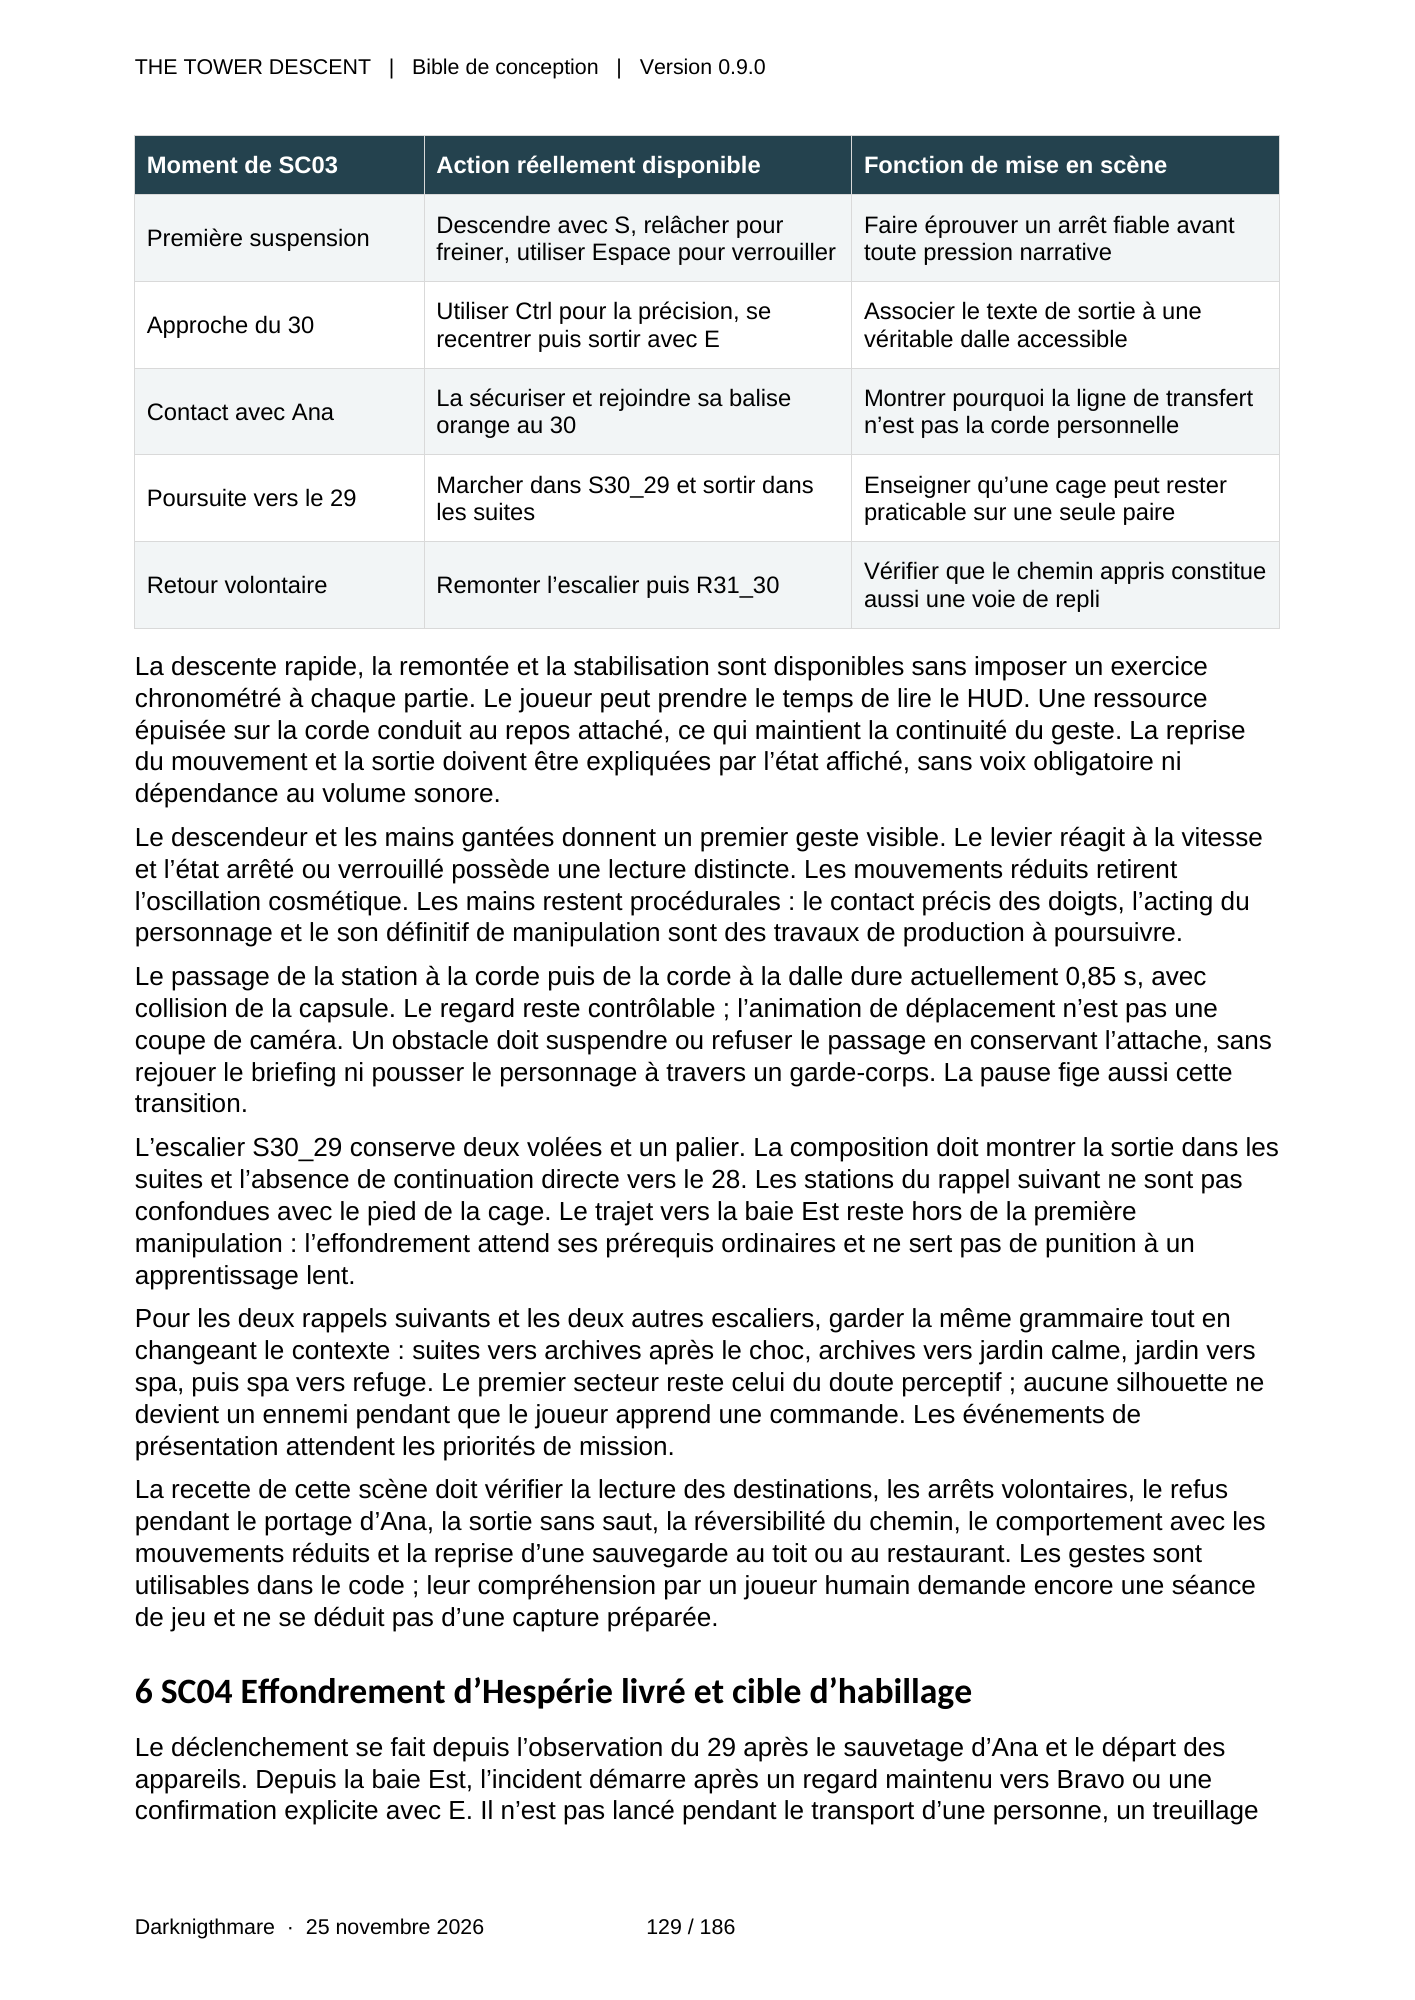 THE TOWER DESCENT | Bible de conception | Version 0.9.0
Moment de SC03
Action réellement disponible
Fonction de mise en scène
Première suspension
Descendre avec S, relâcher pour
freiner, utiliser Espace pour verrouiller
Faire éprouver un arrêt fiable avant
toute pression narrative
Approche du 30
Utiliser Ctrl pour la précision, se
recentrer puis sortir avec E
Associer le texte de sortie à une
véritable dalle accessible
Contact avec Ana
La sécuriser et rejoindre sa balise
orange au 30
Montrer pourquoi la ligne de transfert
n’est pas la corde personnelle
Poursuite vers le 29
Marcher dans S30_29 et sortir dans
les suites
Enseigner qu’une cage peut rester
praticable sur une seule paire
Retour volontaire
Remonter l’escalier puis R31_30
Vérifier que le chemin appris constitue
aussi une voie de repli
La descente rapide, la remontée et la stabilisation sont disponibles sans imposer un exercice
chronométré à chaque partie. Le joueur peut prendre le temps de lire le HUD. Une ressource
épuisée sur la corde conduit au repos attaché, ce qui maintient la continuité du geste. La reprise
du mouvement et la sortie doivent être expliquées par l’état affiché, sans voix obligatoire ni
dépendance au volume sonore.
Le descendeur et les mains gantées donnent un premier geste visible. Le levier réagit à la vitesse
et l’état arrêté ou verrouillé possède une lecture distincte. Les mouvements réduits retirent
l’oscillation cosmétique. Les mains restent procédurales : le contact précis des doigts, l’acting du
personnage et le son définitif de manipulation sont des travaux de production à poursuivre.
Le passage de la station à la corde puis de la corde à la dalle dure actuellement 0,85 s, avec
collision de la capsule. Le regard reste contrôlable ; l’animation de déplacement n’est pas une
coupe de caméra. Un obstacle doit suspendre ou refuser le passage en conservant l’attache, sans
rejouer le briefing ni pousser le personnage à travers un garde-corps. La pause fige aussi cette
transition.
L’escalier S30_29 conserve deux volées et un palier. La composition doit montrer la sortie dans les
suites et l’absence de continuation directe vers le 28. Les stations du rappel suivant ne sont pas
confondues avec le pied de la cage. Le trajet vers la baie Est reste hors de la première
manipulation : l’effondrement attend ses prérequis ordinaires et ne sert pas de punition à un
apprentissage lent.
Pour les deux rappels suivants et les deux autres escaliers, garder la même grammaire tout en
changeant le contexte : suites vers archives après le choc, archives vers jardin calme, jardin vers
spa, puis spa vers refuge. Le premier secteur reste celui du doute perceptif ; aucune silhouette ne
devient un ennemi pendant que le joueur apprend une commande. Les événements de
présentation attendent les priorités de mission.
La recette de cette scène doit vérifier la lecture des destinations, les arrêts volontaires, le refus
pendant le portage d’Ana, la sortie sans saut, la réversibilité du chemin, le comportement avec les
mouvements réduits et la reprise d’une sauvegarde au toit ou au restaurant. Les gestes sont
utilisables dans le code ; leur compréhension par un joueur humain demande encore une séance
de jeu et ne se déduit pas d’une capture préparée.
6 SC04 Effondrement d’Hespérie livré et cible d’habillage
Le déclenchement se fait depuis l’observation du 29 après le sauvetage d’Ana et le départ des
appareils. Depuis la baie Est, l’incident démarre après un regard maintenu vers Bravo ou une
confirmation explicite avec E. Il n’est pas lancé pendant le transport d’une personne, un treuillage
Darknigthmare · 25 novembre 2026
129 / 186